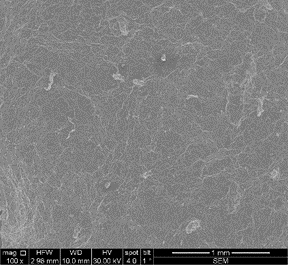 mag HFW WD HV spot tilt
100 x 2.98 mm 10.0 mm 30.00 kV 4.0 1 ° 1 mm
SEM